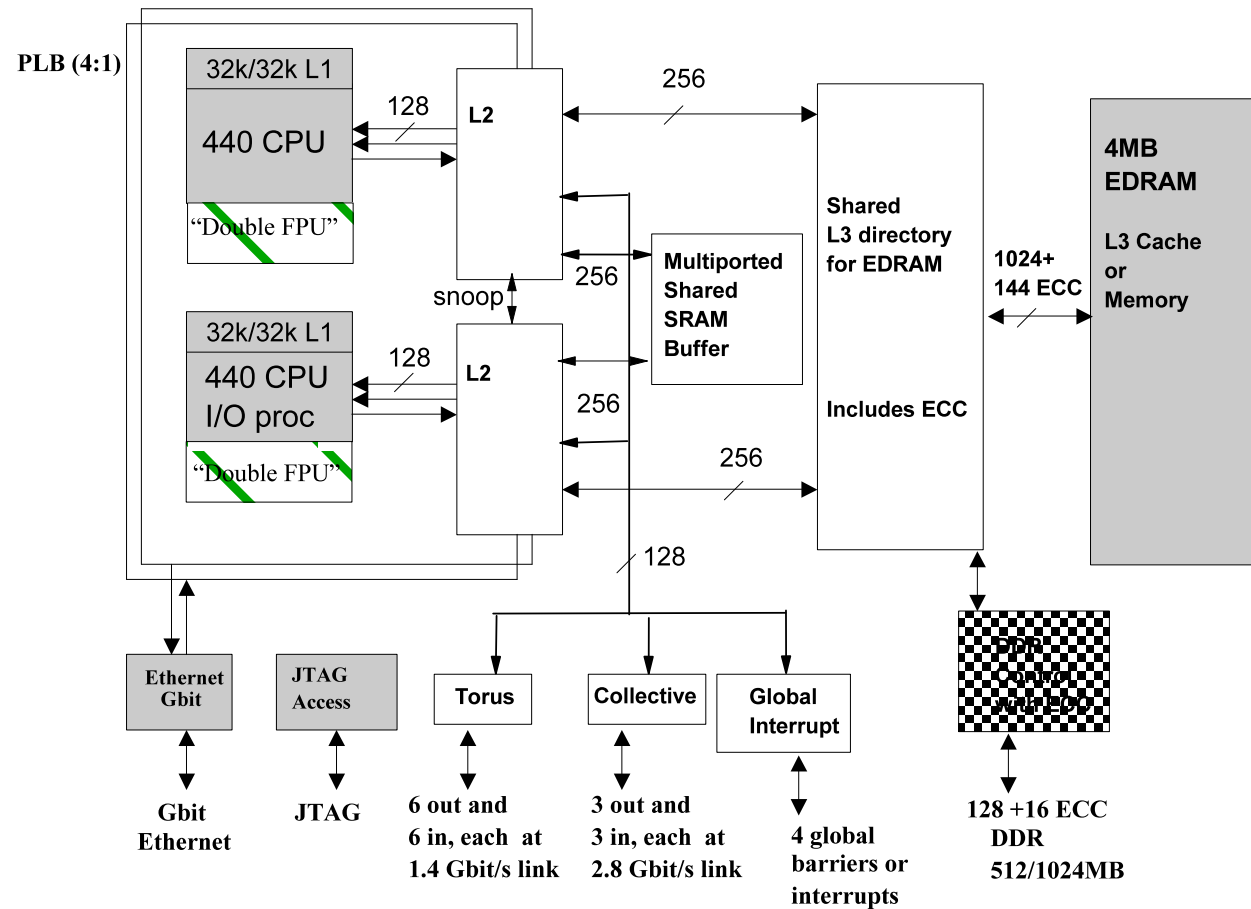 PLB (4:1)
32k/32k L1
440 CPU
“Double FPU”
128
L2
256
snoop
32k/32k L1
440 CPU
I/O proc
“Double FPU”
128
L2
256
256
Multiported
Shared
SRAM
Buffer
256
128
Shared
L3 directory
for EDRAM
Includes ECC
1024+
144 ECC
4MB
EDRAM
L3 Cache
or
Memory
Ethernet
Gbit
JTAG
Access
Torus
Collective
Global
Interrupt
DDR
Control
with ECC
Gbit
Ethernet
JTAG
6 out and
6 in, each at
1.4 Gbit/s link
3 out and
3 in, each at
2.8 Gbit/s link
4 global
barriers or
interrupts
128 +16 ECC
DDR
512/1024MB